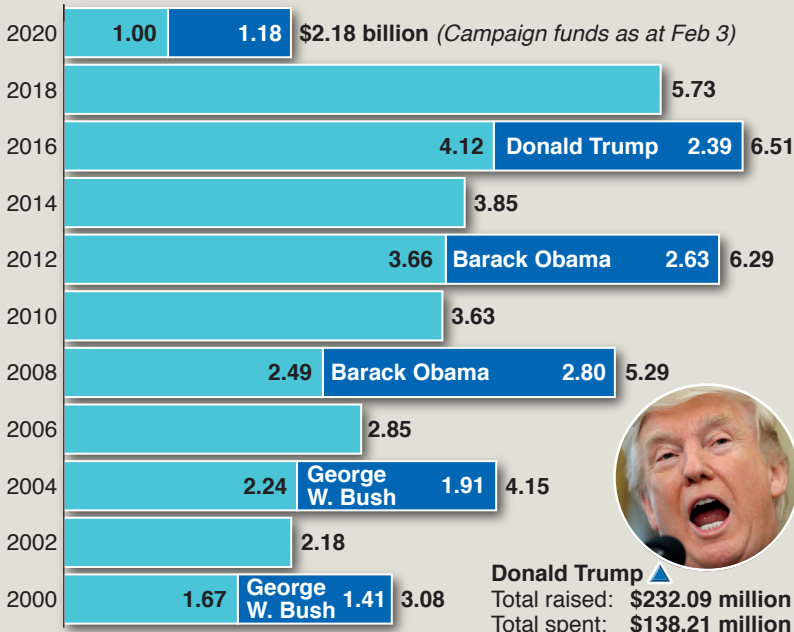 2020 1.00 1.18 $2.18 billion (Campaign funds as at Feb 3)
2018 5.73
2016 4.12 Donald Trump 2.39 6.51
2014 3.85
2012 3.66 Barack Obama 2.63 6.29
2010 3.63
2008 2.49 Barack Obama 2.80 5.29
2006 2.85
2004 2.24 George
W. Bush 1.91 4.15
2002 2.18
2000 1.67 George
W. Bush 1.41 3.08
Donald Trump
Total raised: $232.09 million
Total spent: $138.21 million